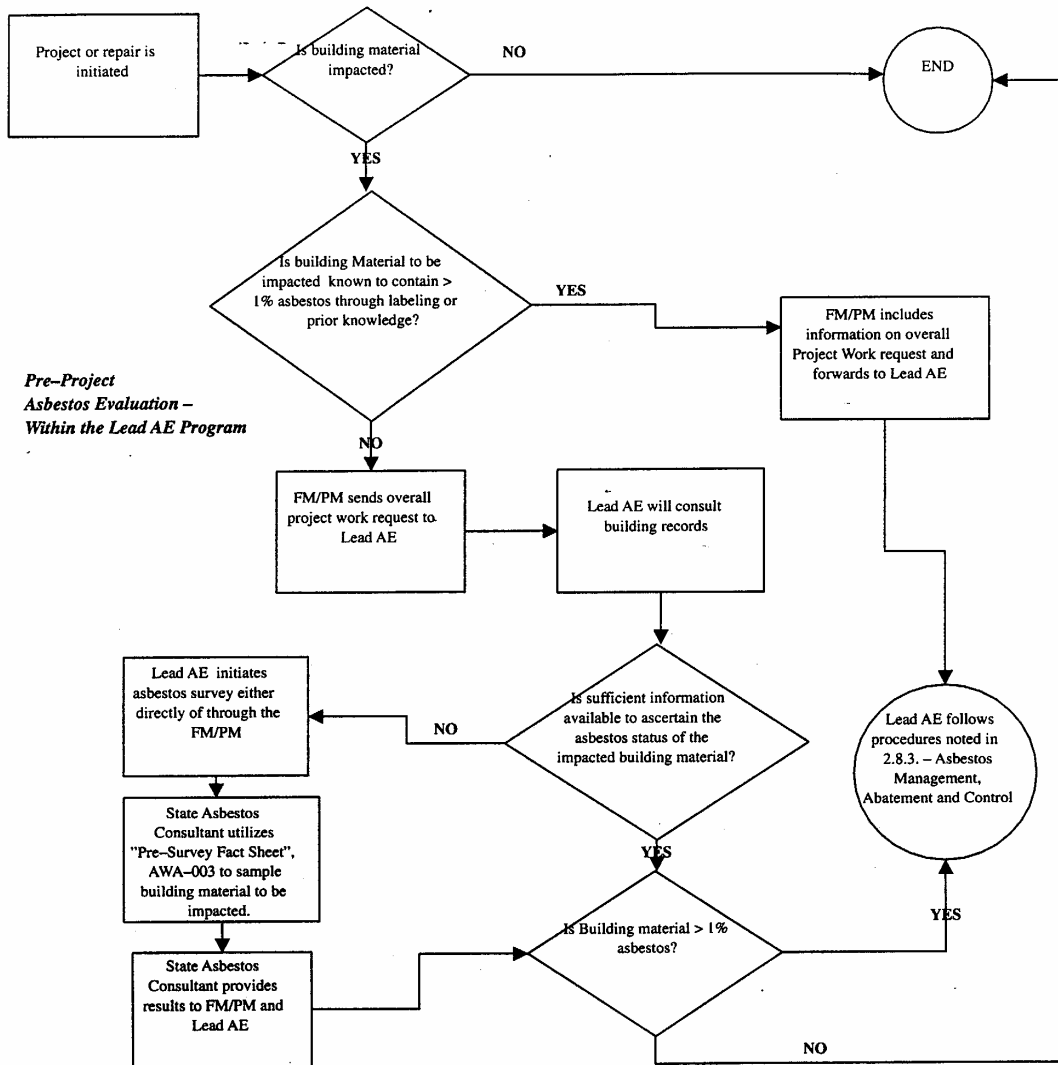 Project or repair is
initiated
Is building material
impacted?
NO
END
YES
Is building Material to be
impacted known to contain >
1% asbestos through labeling or
prior knowledge?
YES
FM/PM includes
information on overall
Project Work request and
forwards to Lead AE
Pre–Project
Asbestos Evaluation –
Within the Lead AE Program
NO
FM/PM sends overall
project work request to
Lead AE
Lead AE will consult
building records
Is sufficient information
available to ascertain the
asbestos status of the
impacted building material?
NO
Lead AE initiates
asbestos survey either
directly of through the
FM/PM
Lead AE follows
procedures noted in
2.8.3. – Asbestos
Management,
Abatement and Control
State Asbestos
Consultant utilizes
"Pre–Survey Fact Sheet",
AWA–003 to sample
building material to be
impacted.
YES
Is Building material > 1%
asbestos?
YES
State Asbestos
Consultant provides
results to FM/PM and
Lead AE
NO